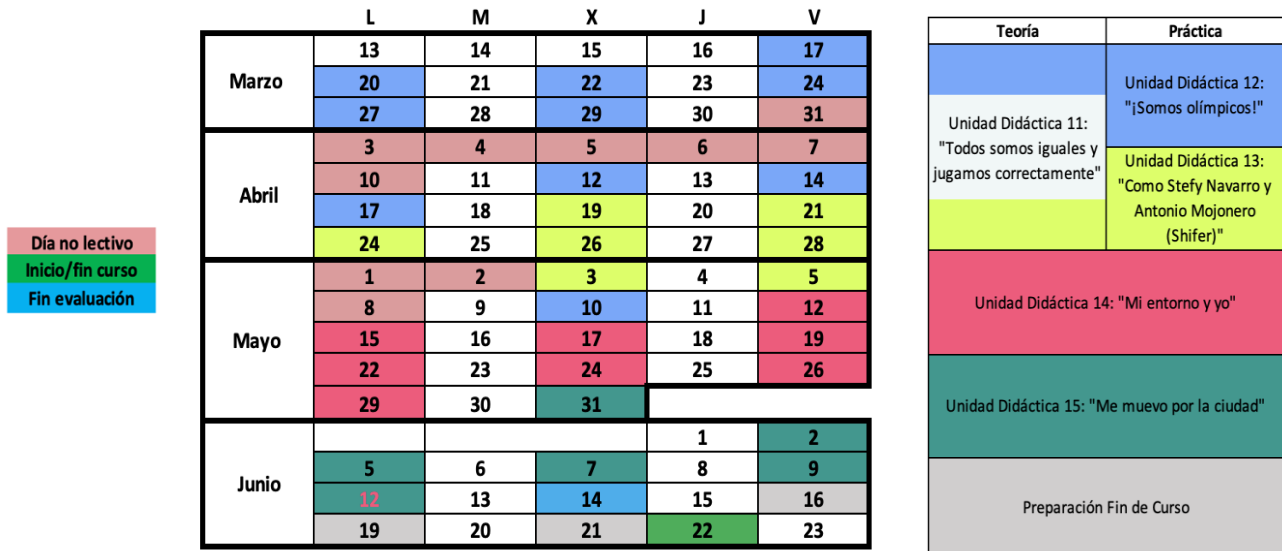 L M X J V
Marzo
13 14 15 16 17
20 21 22 23 24
27 28 29 30 31
Abril
3 4 5 6 7
10 11 12 13 14
17 18 19 20 21
24 25 26 27 28
Mayo
1 2 3 4 5
8 9 10 11 12
15 16 17 18 19
22 23 24 25 26
29 30 31
Junio
1 2
5 6 7 8 9
12 13 14 15 16
19 20 21 22 23
Día no lectivo
Inicio/fin curso
Fin evaluación
Teoría Práctica
Unidad Didáctica 11:
"Todos somos iguales y
jugamos correctamente"
Unidad Didáctica 12:
"¡Somos olímpicos!"
Unidad Didáctica 13:
"Como Stefy Navarro y
Antonio Mojonero
(Shifer)"
Unidad Didáctica 14: "Mi entorno y yo"
Unidad Didáctica 15: "Me muevo por la ciudad"
Preparación Fin de Curso